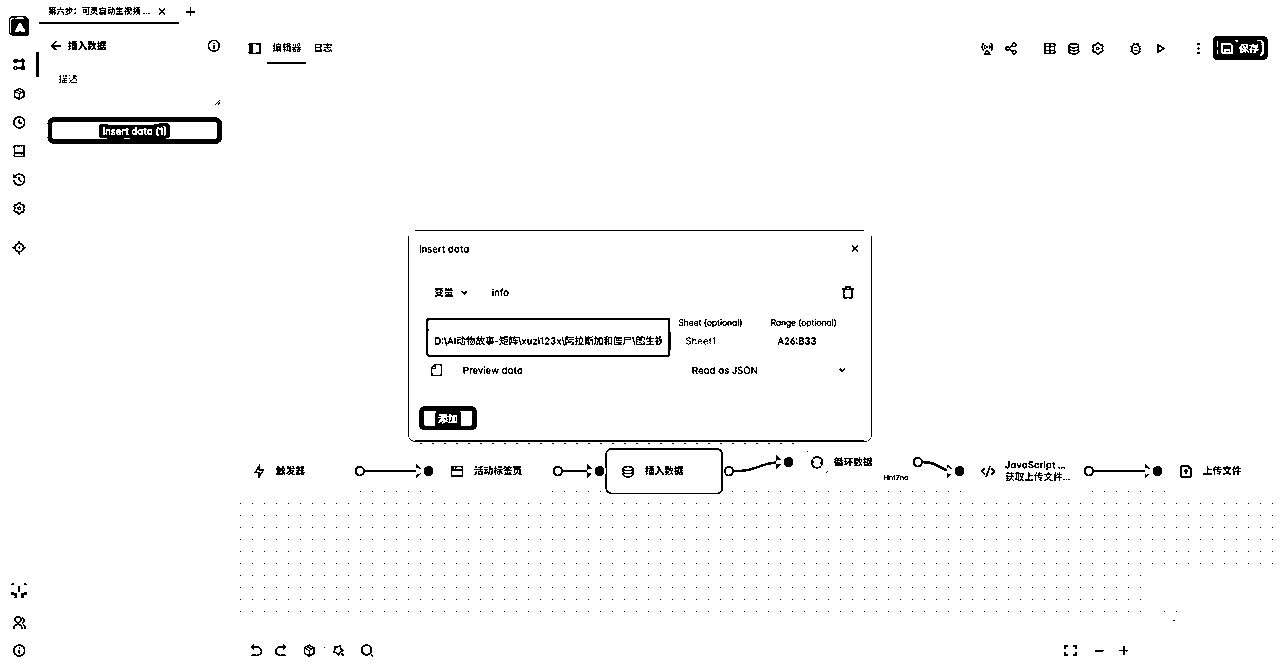 第六步：可灵自动生视频 ...
插入数据
编辑器 日志
保存
描述
Insert data (1)
Insert data
变量 info
Sheet (optional) Range (optional)
D:\AI动物故事-矩阵\xuzi123x\阿拉斯加和僵尸\图生视 Sheet1 A26:B33
Preview data Read as JSON
添加
触发器 活动标签页 插入数据 循环数据 JavaScript ... 上传文件
获取上传文件...